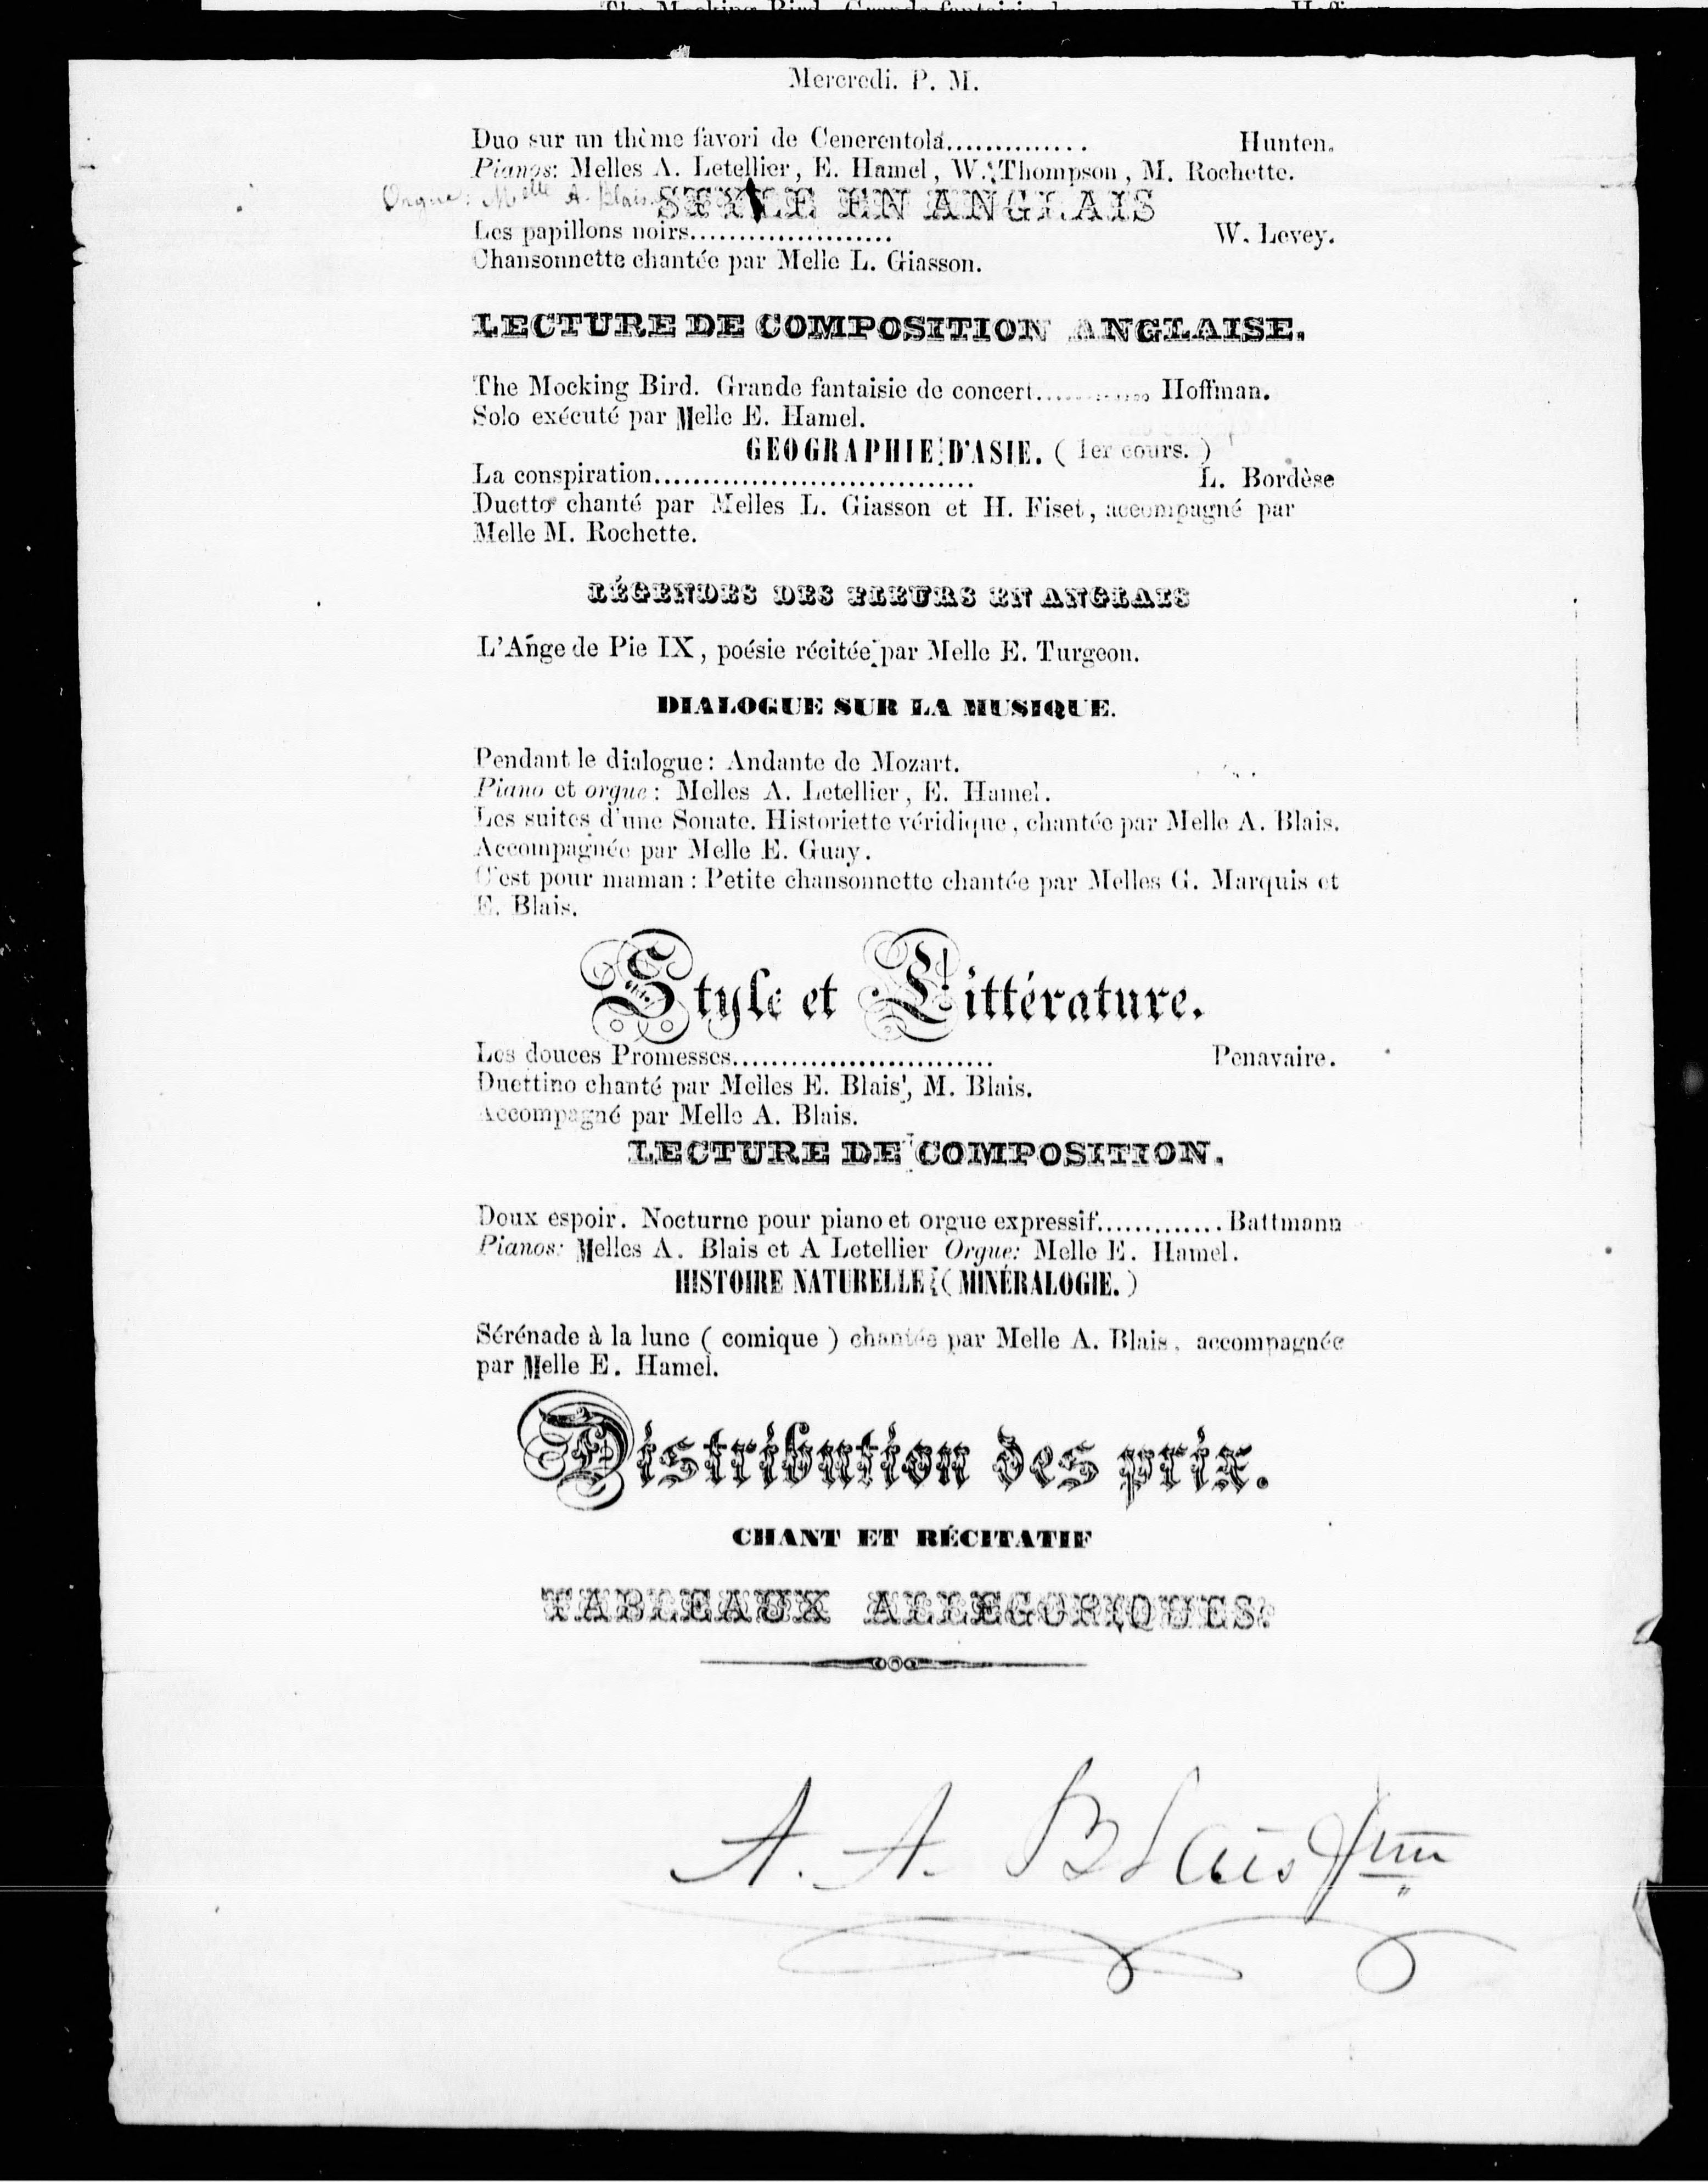 Mercredi. P. M.
Duo sur un thème favori de Cenerentola.............. Hunten.
Pianos: Melles A. Letellier, E. Hamel, W. Thompson, M. Rochette.
Orgue: Melle A. Blais
STYLE EN ANGLAIS
Les papillons noirs..................... W. Levey.
Chansonnette chantée par Melle L. Giasson.
LECTURE DE COMPOSITION ANGLAISE.
The Mocking Bird. Grande fantaisie de concert............ Hoffman.
Solo exécuté par Melle E. Hamel.
GEOGRAPHIE D'ASIE. ( 1er cours. )
La conspiration................................. L. Bordèse
Duetto chanté par Melles L. Giasson et H. Fiset, accompagné par
Melle M. Rochette.
LÉGENDES DES FLEURS EN ANGLAIS
L'Ange de Pie IX, poésie récitée par Melle E. Turgeon.
DIALOGUE SUR LA MUSIQUE.
Pendant le dialogue: Andante de Mozart.
Piano et orgue: Melles A. Letellier, E. Hamel.
Les suites d'une Sonate. Historiette véridique, chantée par Melle A. Blais.
Accompagnée par Melle E. Guay.
C'est pour maman: Petite chansonnette chantée par Melles G. Marquis et
E. Blais.
Style et Littérature.
Les douces Promesses........................... Penavaire.
Duettino chanté par Melles E. Blais, M. Blais.
Accompagné par Melle A. Blais.
LECTURE DE COMPOSITION.
Doux espoir. Nocturne pour piano et orgue expressif............. Battmann
Pianos: Melles A. Blais et A Letellier Orgue: Melle E. Hamel.
HISTOIRE NATURELLE ( MINÉRALOGIE. )
Sérénade à la lune ( comique ) chantée par Melle A. Blais, accompagnée
par Melle E. Hamel.
Distribution des prix.
CHANT ET RÉCITATIF
TABLEAUX ALLEGORIQUES.
A. A. Blais